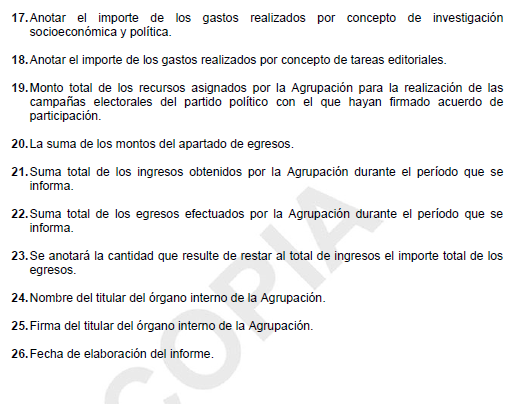 17. Anotar el importe de los gastos realizados por concepto de investigación
socioeconómica y política.
18. Anotar el importe de los gastos realizados por concepto de tareas editoriales.
19. Monto total de los recursos asignados por la Agrupación para la realización de las
campañas electorales del partido político con el que hayan firmado acuerdo de
participación.
20. La suma de los montos del apartado de egresos.
21. Suma total de los ingresos obtenidos por la Agrupación durante el período que se
informa.
22. Suma total de los egresos efectuados por la Agrupación durante el período que se
informa.
23. Se anotará la cantidad que resulte de restar al total de ingresos el importe total de los
egresos.
24. Nombre del titular del órgano interno de la Agrupación.
25. Firma del titular del órgano interno de la Agrupación.
26. Fecha de elaboración del informe.
COPIA